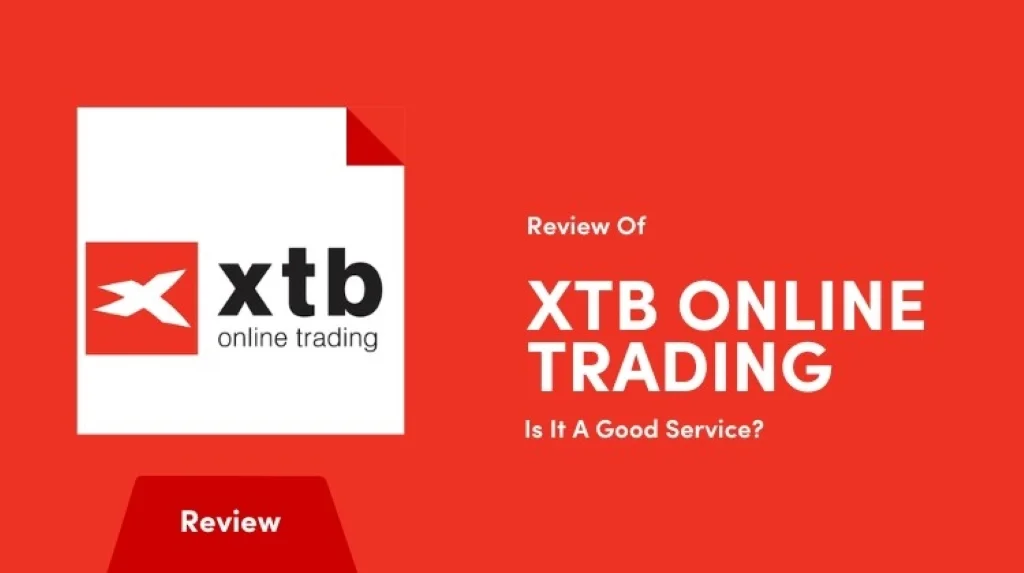 xtb
online trading
Review Of
XTB ONLINE
TRADING
Is It A Good Service?
Review